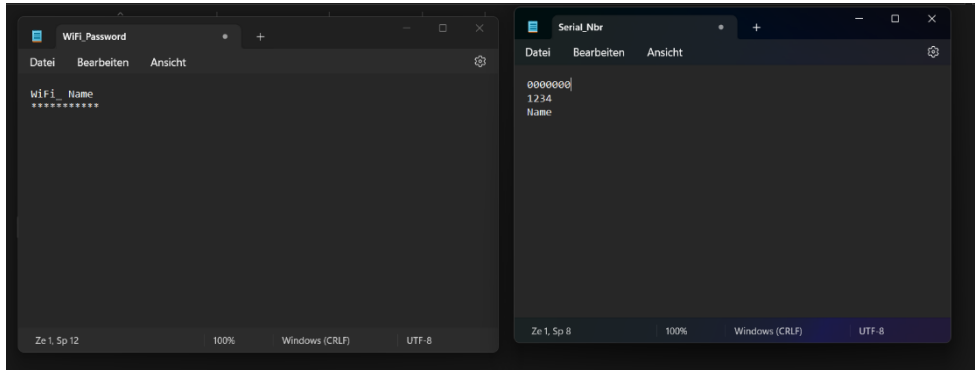 WiFi_Password
Datei Bearbeiten Ansicht
WiFi_ Name
***********
Ze 1, Sp 12 100% Windows (CRLF) UTF-8
Serial_Nbr
Datei Bearbeiten Ansicht
0000000
1234
Name
Ze 1, Sp 8 100% Windows (CRLF) UTF-8